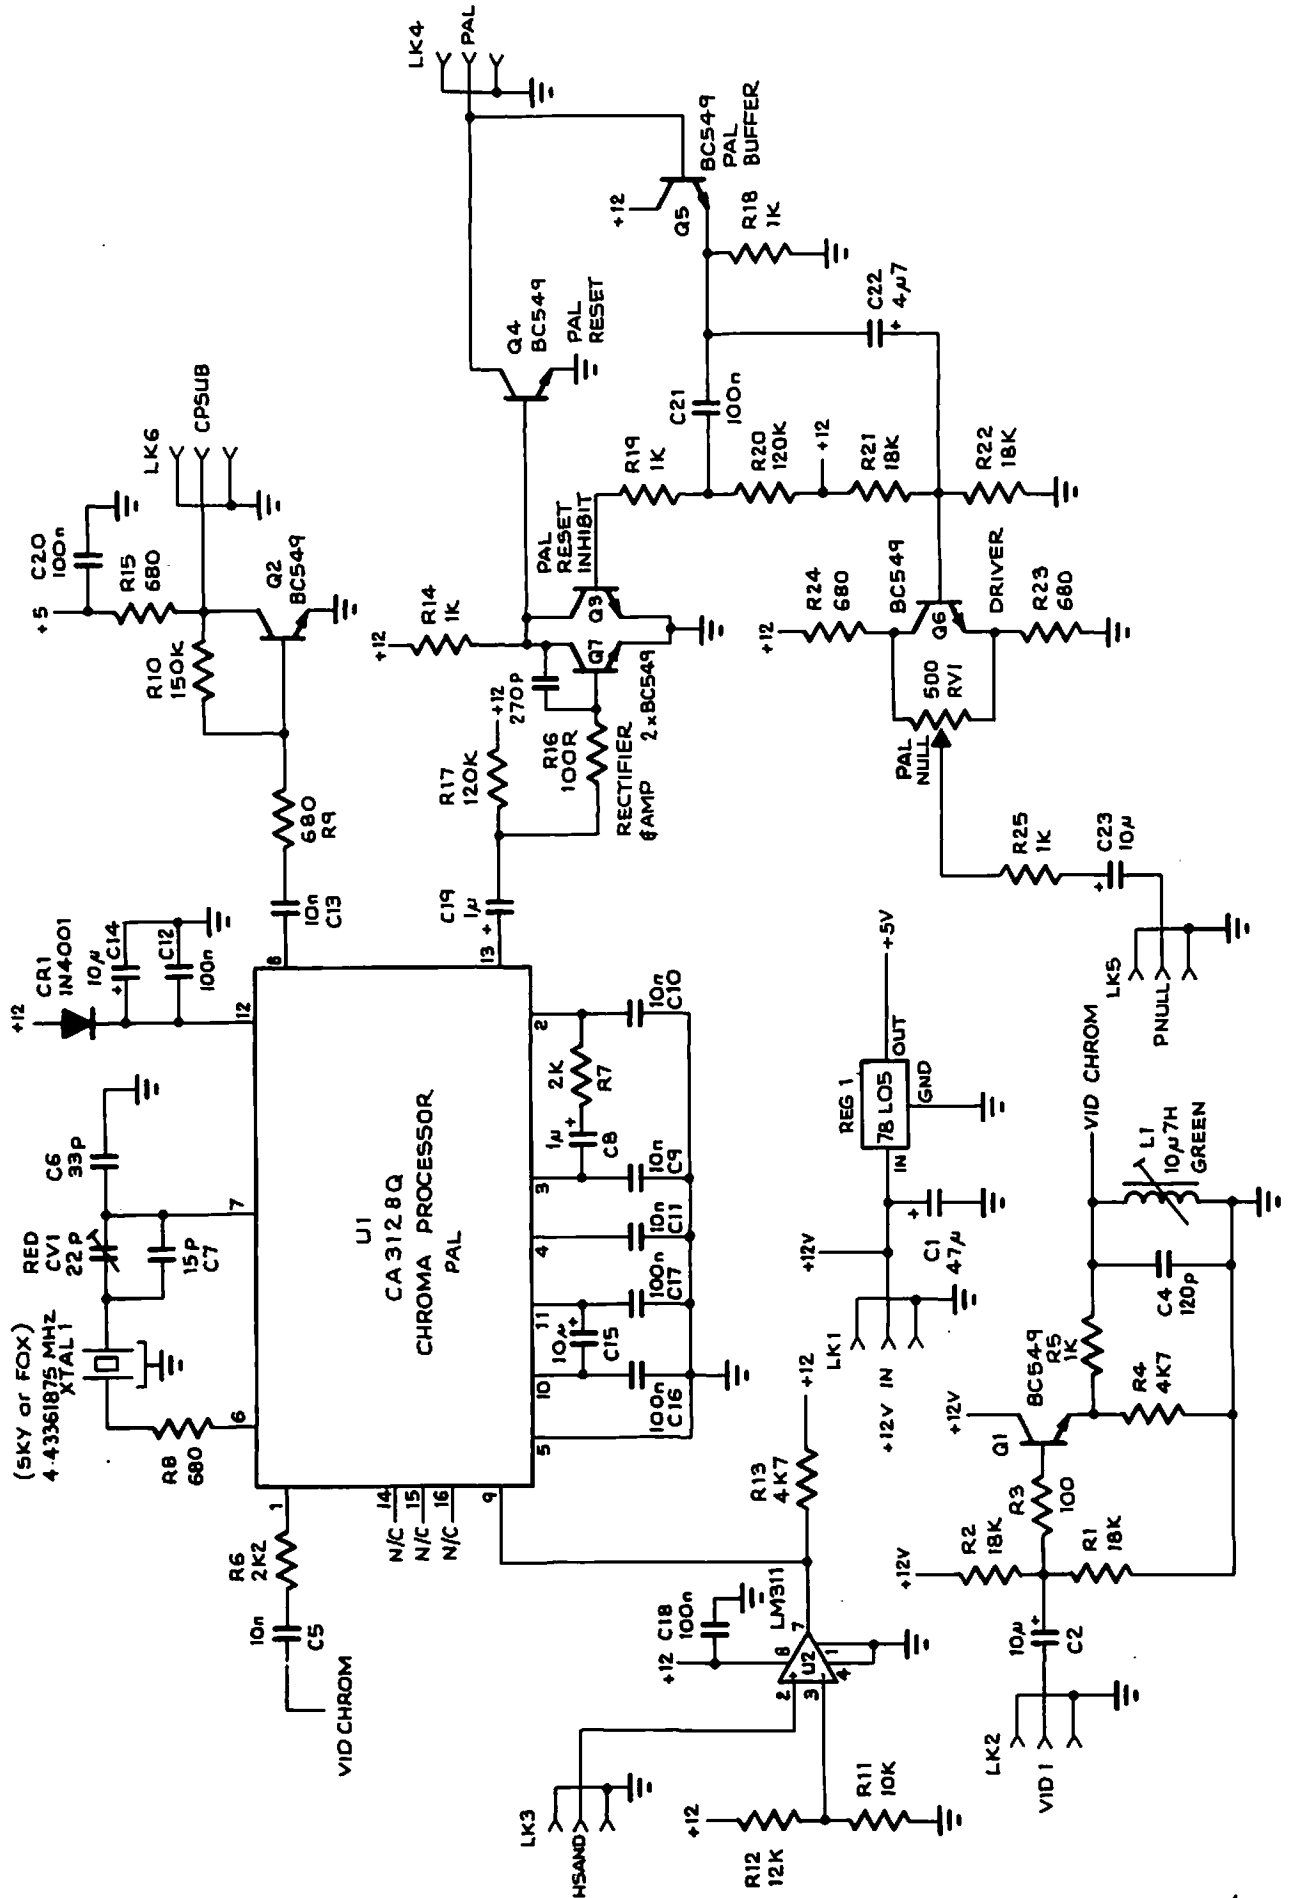 (SKY or FOX)
4·43361875 MHZ
XTAL1
RED
CV1
22P
C6
33P
15P
C7
R8
680
+12
CR1
1N4001
10µ
C14
+
C12
100n
+5
C20
100n
R15
680
LK6
CPSUB
R10
150K
Q2
BC549
680
R9
10n
C13
R6
2K2
10n
C5
VID CHROM
1
6
7
12
8
14
N/C
15
N/C
16
N/C
9
U1
CA3128Q
CHROMA PROCESSOR
PAL
5
10
11
4
3
2
13
100n
C16
10µ
+
C15
100n
C17
10n
C11
10n
C9
1µ
+
C8
2K
R7
10n
C10
C19
1µ
+
R17
120K
+12
+12
R14
1K
270P
R16
100R
RECTIFIER
& AMP
2xBC549
Q7
Q3
PAL
RESET
INHIBIT
Q4
BC549
PAL
RESET
LK4
PAL
+12
Q5
BC549
PAL
BUFFER
R18
1K
R19
1K
C21
100n
R20
120K
+12
R21
18K
R22
18K
C22
4µ7
+
+12
R24
680
BC549
Q6
DRIVER
R23
680
500
RV1
PAL
NULL
R25
1K
C23
10µ
+
LK5
PNULL
LK3
HSAND
+12
R12
12K
R11
10K
+12
C18
100n
LM311
U2
2
+
3
8
7
1
4
R13
4K7
+12
LK1
+12V IN
+12V
C1
47µ
+
REG 1
78L05
IN
OUT
GND
+5V
LK2
VID1
10µ
+
C2
+12V
R2
18K
R1
18K
R3
100
+12V
Q1
BC549
R5
1K
R4
4K7
C4
120p
L1
10µ7H
GREEN
VID CHROM